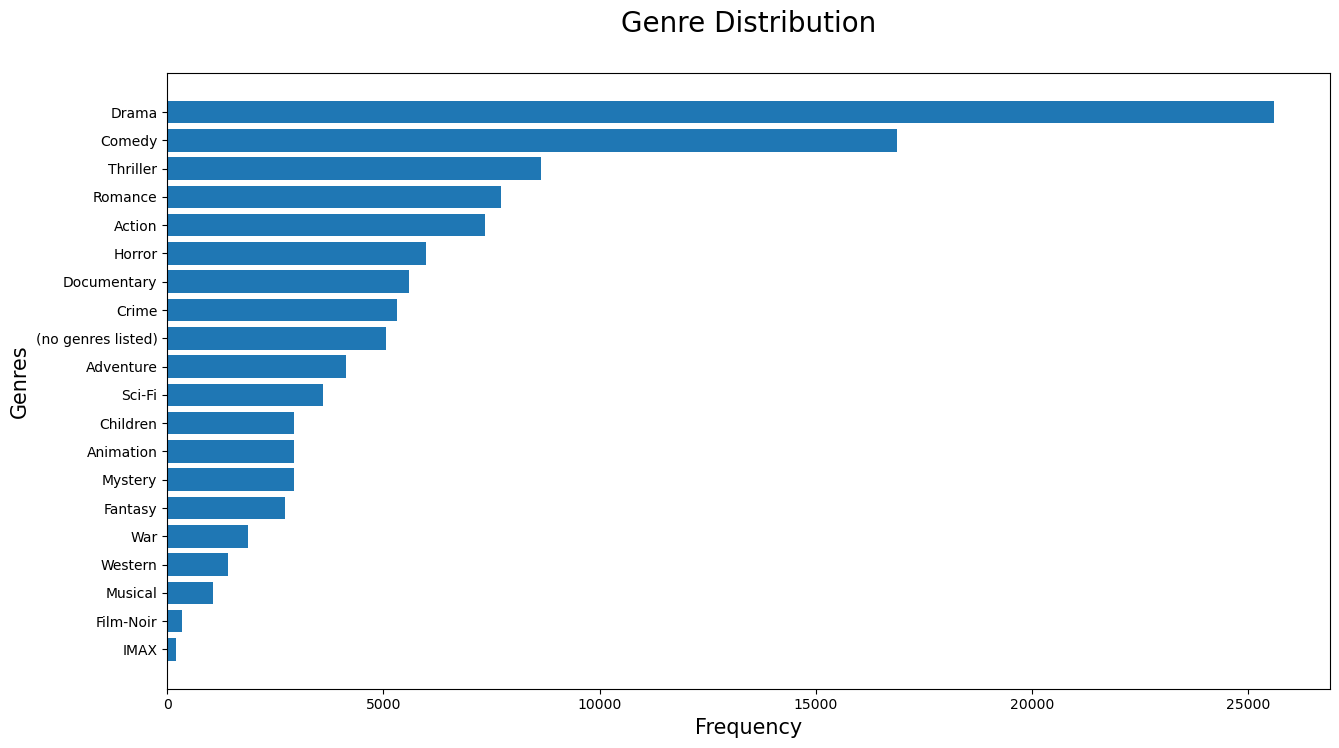 Genre Distribution
Genres
Drama
Comedy
Thriller
Romance
Action
Horror
Documentary
Crime
(no genres listed)
Adventure
Sci-Fi
Children
Animation
Mystery
Fantasy
War
Western
Musical
Film-Noir
IMAX
0 5000 10000 15000 20000 25000
Frequency